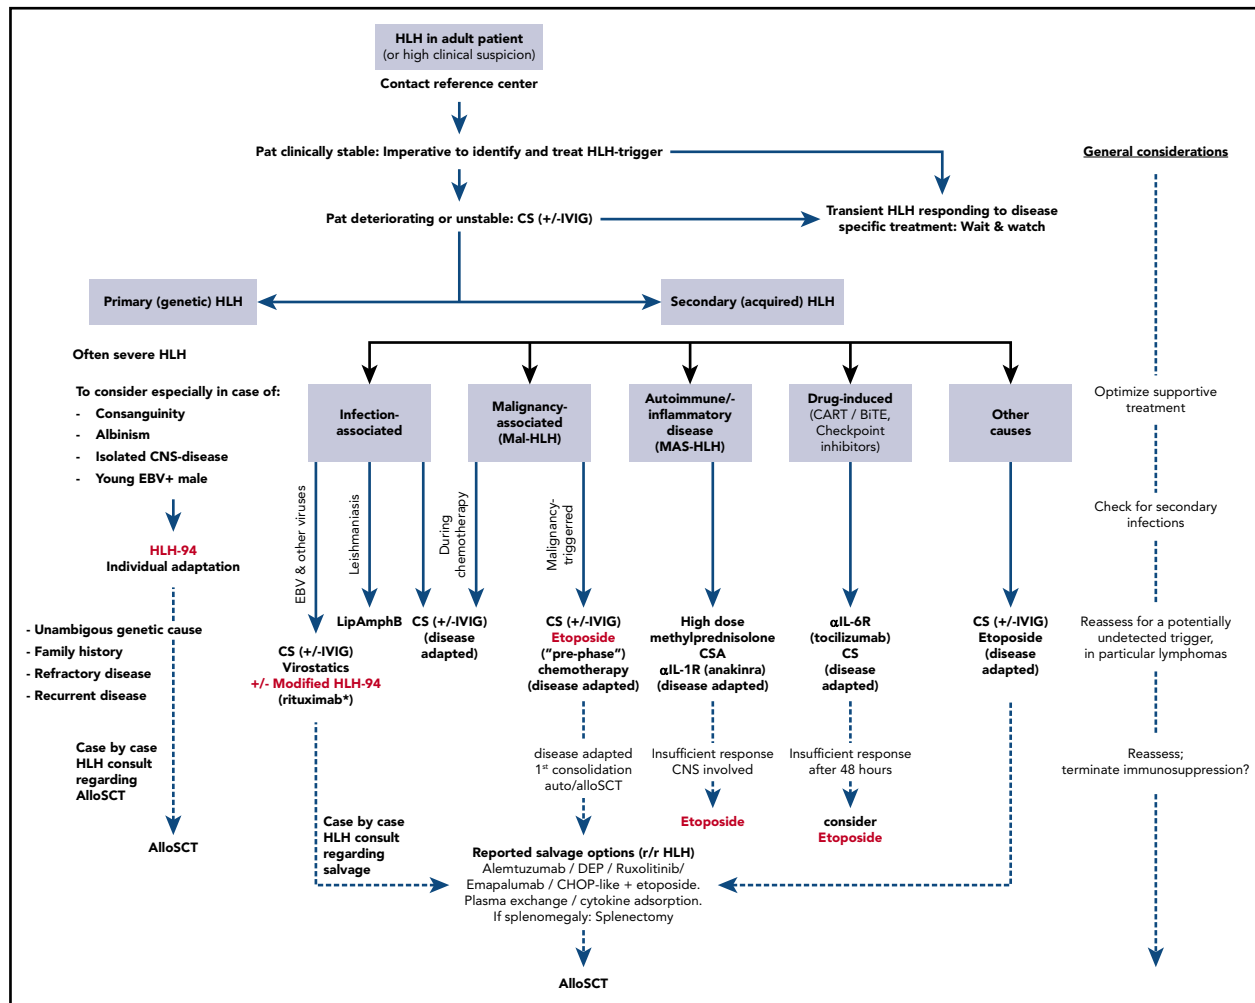 HLH in adult patient
(or high clinical suspicion)
Contact reference center
Pat clinically stable: Imperative to identify and treat HLH-trigger
General considerations
Pat deteriorating or unstable: CS (+/-IVIG)
Transient HLH responding to disease
specific treatment: Wait & watch
Primary (genetic) HLH
Secondary (acquired) HLH
Often severe HLH
To consider especially in case of:
- Consanguinity
- Albinism
- Isolated CNS-disease
- Young EBV+ male
HLH-94
Individual adaptation
- Unambigous genetic cause
- Family history
- Refractory disease
- Recurrent disease
Case by case
HLH consult
regarding
AlloSCT
AlloSCT
Infection-
associated
Malignancy-
associated
(Mal-HLH)
Autoimmune/-
inflammatory
disease
(MAS-HLH)
Drug-induced
(CART / BiTE,
Checkpoint
inhibitors)
Other
causes
EBV & other viruses
Leishmaniasis
During
chemotherapy
Malignancy-
triggerred
CS (+/-IVIG)
Virostatics
+/- Modified HLH-94
(rituximab*)
LipAmphB
CS (+/-IVIG)
(disease
adapted)
CS (+/-IVIG)
Etoposide
("pre-phase")
chemotherapy
(disease adapted)
High dose
methylprednisolone
CSA
αIL-1R (anakinra)
(disease adapted)
αIL-6R
(tocilizumab)
CS
(disease
adapted)
CS (+/-IVIG)
Etoposide
(disease
adapted)
disease adapted
1st consolidation
auto/alloSCT
Insufficient response
CNS involved
Insufficient response
after 48 hours
Etoposide
consider
Etoposide
Case by case
HLH consult
regarding
salvage
Reported salvage options (r/r HLH)
Alemtuzumab / DEP / Ruxolitinib/
Emapalumab / CHOP-like + etoposide.
Plasma exchange / cytokine adsorption.
If splenomegaly: Splenectomy
AlloSCT
Optimize supportive
treatment
Check for secondary
infections
Reassess for a potentially
undetected trigger,
in particular lymphomas
Reassess;
terminate immunosuppression?